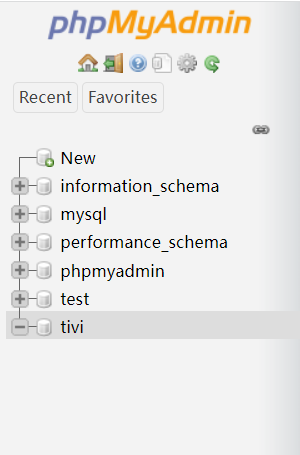 phpMyAdmin
Recent Favorites
New
information_schema
mysql
performance_schema
phpmyadmin
test
tivi